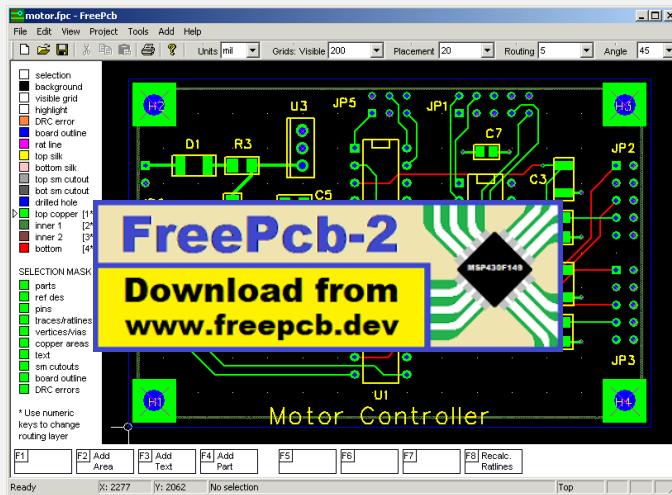 motor.fpc - FreePcb
File Edit View Project Tools Add Help
Units mil Grids: Visible 200 Placement 20 Routing 5 Angle 45
selection
background
visible grid
highlight
DRC error
board outline
rat line
top silk
bottom silk
top sm cutout
bot sm cutout
drilled hole
top copper [1*
inner 1 [2*
inner 2 [3*
bottom [4*
SELECTION MASK
parts
ref des
pins
traces/ratlines
vertices/vias
copper areas
text
sm cutouts
board outline
DRC errors
* Use numeric
keys to change
routing layer
H2
U3
JP5
JP1
H3
D1
R3
C7
JP2
C3
C5
FreePcb-2
Download from
www.freepcb.dev
MSP430F149
JP3
H1
U1
H4
Motor Controller
F1
F2 Add Area
F3 Add Text
F4 Add Part
F5
F6
F7
F8 Recalc. Ratlines
Ready X: 2277 Y: 2062 No selection Top